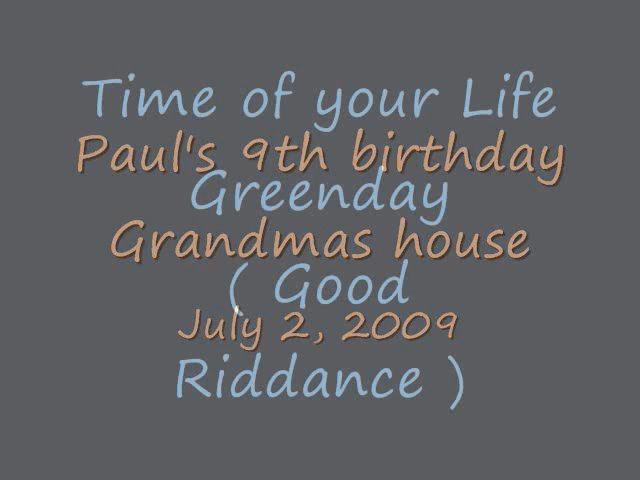 Time of your Life
Paul's 9th birthday
Greenday
Grandmas house
( Good
July 2, 2009
Riddance )